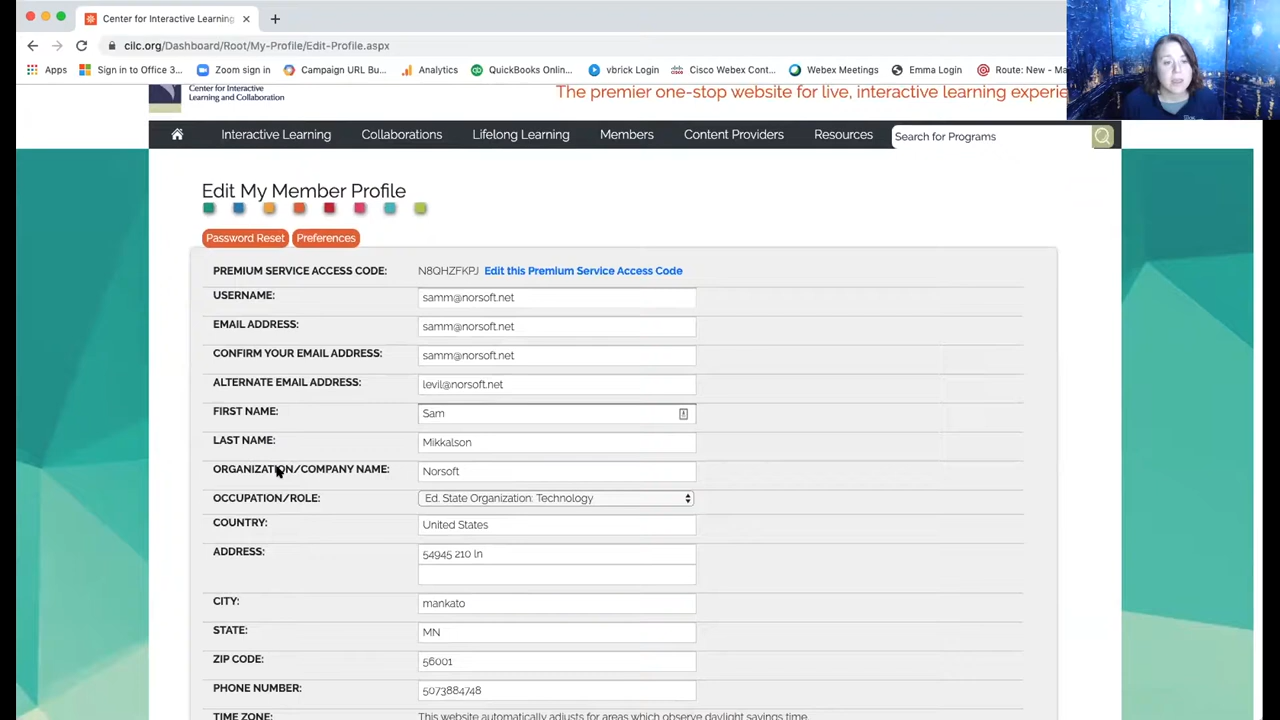 Center for Interactive Learning
cilc.org/Dashboard/Root/My-Profile/Edit-Profile.aspx
Apps Sign in to Office 3... Zoom sign in Campaign URL Bu... Analytics QuickBooks Onlin... vbrick Login Cisco Webex Cont... Webex Meetings Emma Login Route: New - Ma
Center for Interactive
Learning and Collaboration
The premier one-stop website for live, interactive learning experie
Interactive Learning Collaborations Lifelong Learning Members Content Providers Resources Search for Programs
Edit My Member Profile
Password Reset Preferences
PREMIUM SERVICE ACCESS CODE: N8QHZFKPJ Edit this Premium Service Access Code
USERNAME: samm@norsoft.net
EMAIL ADDRESS: samm@norsoft.net
CONFIRM YOUR EMAIL ADDRESS: samm@norsoft.net
ALTERNATE EMAIL ADDRESS: levil@norsoft.net
FIRST NAME: Sam
LAST NAME: Mikkalson
ORGANIZATION/COMPANY NAME: Norsoft
OCCUPATION/ROLE: Ed. State Organization: Technology
COUNTRY: United States
ADDRESS: 54945 210 ln
CITY: mankato
STATE: MN
ZIP CODE: 56001
PHONE NUMBER: 5073884748
TIME ZONE: This website automatically adjusts for areas which observe daylight savings time.